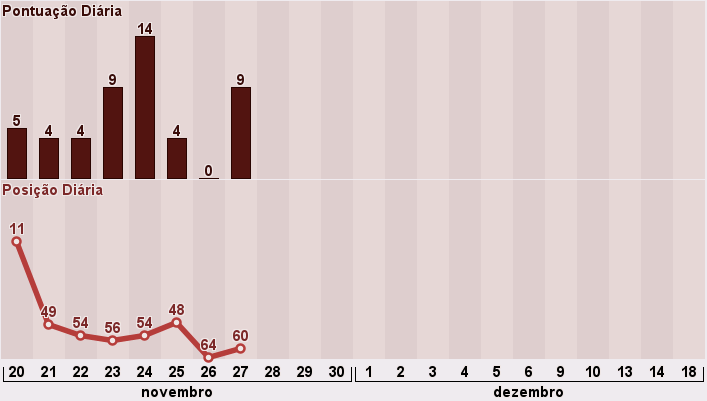 Pontuação Diária
5 4 4 9 14 4 0 9
Posição Diária
11 49 54 56 54 48 64 60
20 21 22 23 24 25 26 27 28 29 30 1 2 3 4 5 6 9 10 13 14 18
novembro dezembro